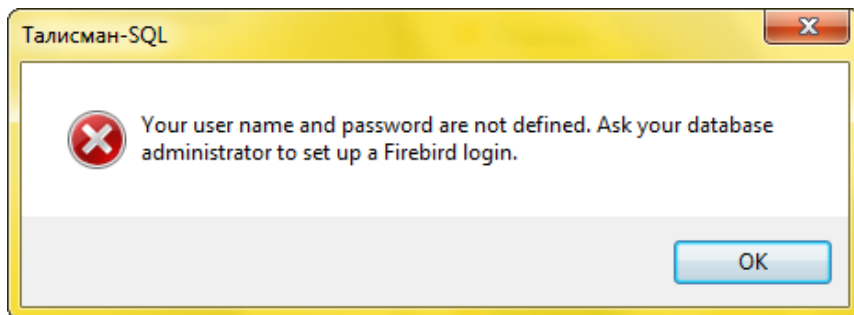 Талисман-SQL
Your user name and password are not defined. Ask your database
administrator to set up a Firebird login.
OK